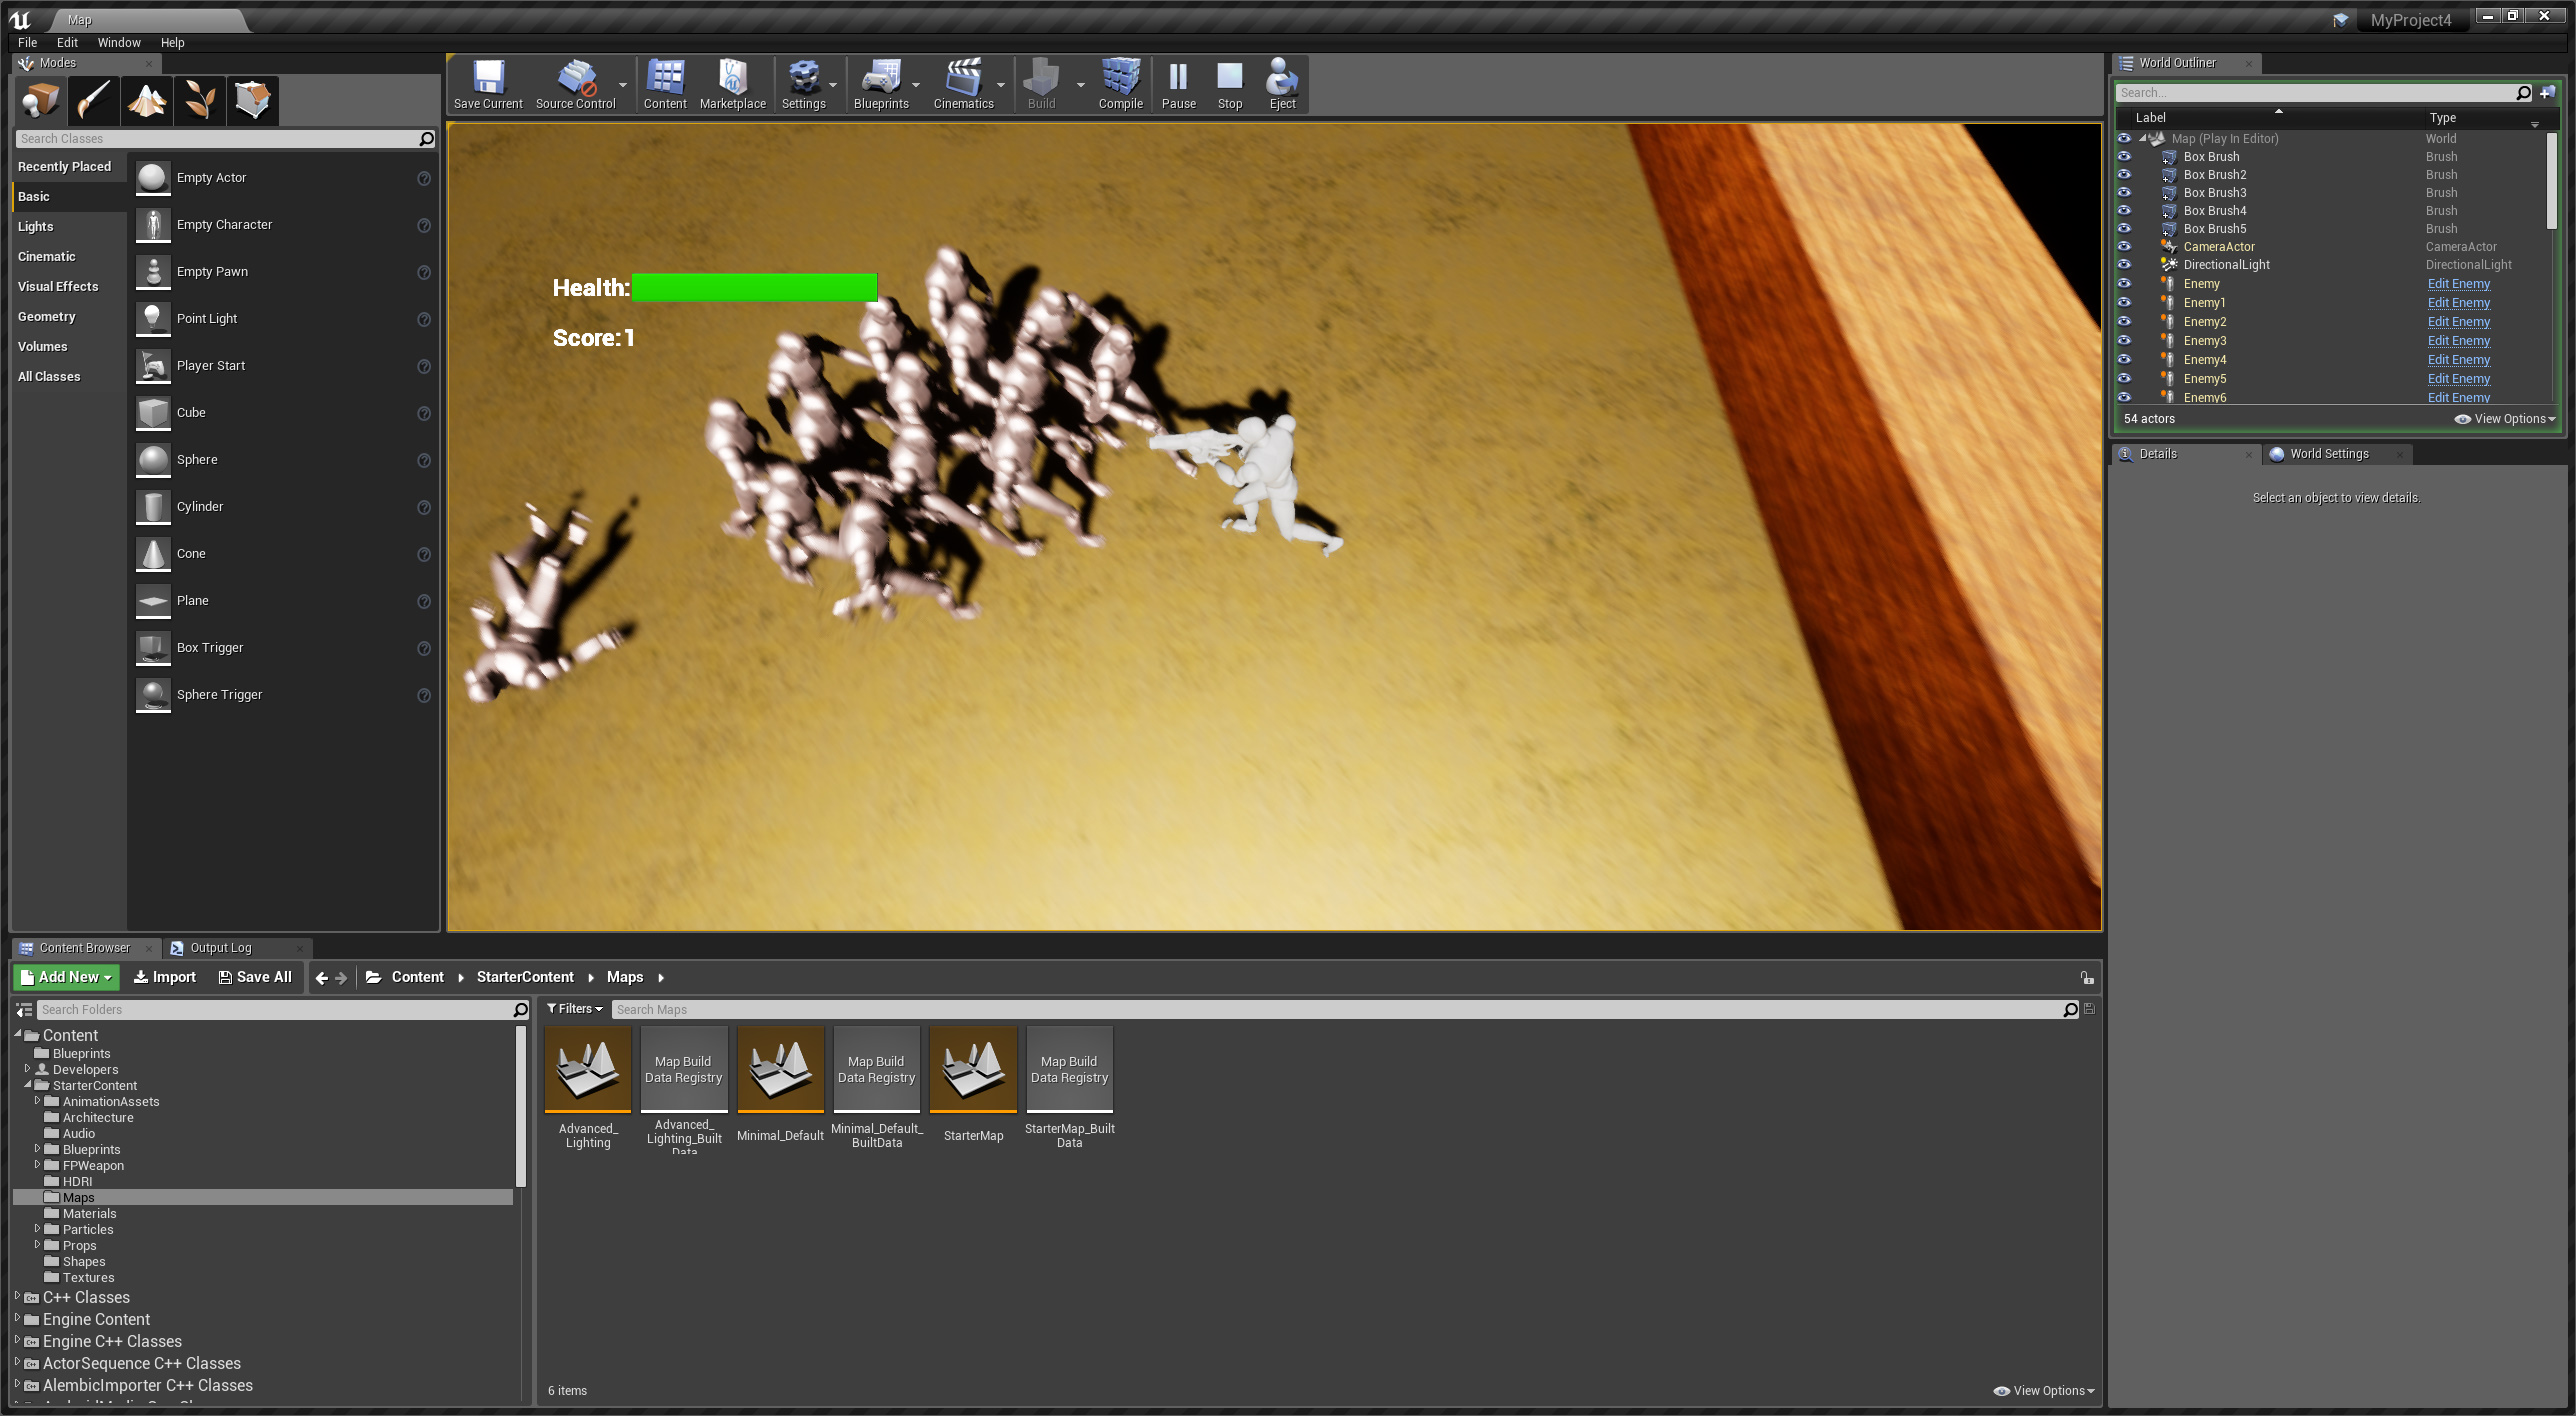 Map
MyProject4
File Edit Window Help
Modes
Search Classes
Recently Placed
Basic
Lights
Cinematic
Visual Effects
Geometry
Volumes
All Classes
Empty Actor
Empty Character
Empty Pawn
Point Light
Player Start
Cube
Sphere
Cylinder
Cone
Plane
Box Trigger
Sphere Trigger
Save Current Source Control Content Marketplace Settings Blueprints Cinematics Build Compile Pause Stop Eject
Health:
Score:1
World Outliner
Search...
Label Type
Map (Play In Editor) World
Box Brush Brush
Box Brush2 Brush
Box Brush3 Brush
Box Brush4 Brush
Box Brush5 Brush
CameraActor CameraActor
DirectionalLight DirectionalLight
Enemy Edit Enemy
Enemy1 Edit Enemy
Enemy2 Edit Enemy
Enemy3 Edit Enemy
Enemy4 Edit Enemy
Enemy5 Edit Enemy
Enemy6 Edit Enemy
54 actors View Options
Details World Settings
Select an object to view details.
Content Browser Output Log
Add New Import Save All Content StarterContent Maps
Search Folders
Content
Blueprints
Developers
StarterContent
AnimationAssets
Architecture
Audio
Blueprints
FPWeapon
HDRI
Maps
Materials
Particles
Props
Shapes
Textures
C++ Classes
Engine Content
Engine C++ Classes
ActorSequence C++ Classes
AlembicImporter C++ Classes
Filters Search Maps
Map Build
Data Registry
Map Build
Data Registry
Map Build
Data Registry
Advanced_
Lighting
Advanced_
Lighting_Built
Data
Minimal_Default
Minimal_Default_
BuiltData
StarterMap
StarterMap_Built
Data
6 items View Options